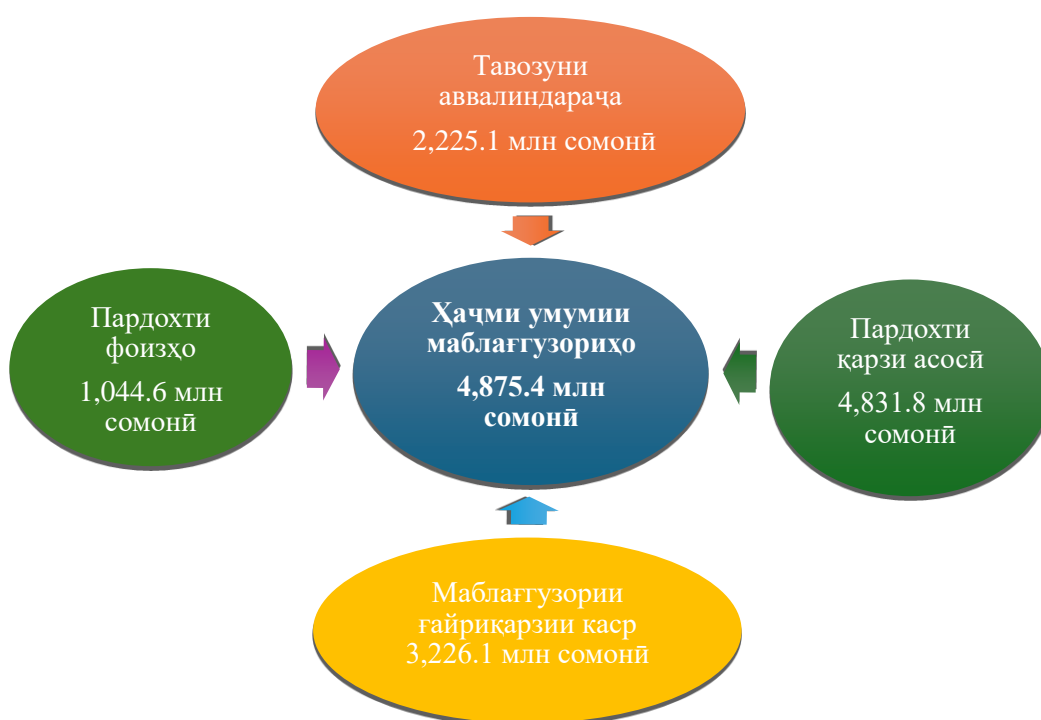 Тавозуни
аввалиндараҷа
2,225.1 млн сомонӣ
Пардохти
фоизҳо
1,044.6 млн
сомонӣ
Ҳаҷми умумии
маблағгузориҳо
4,875.4 млн
сомонӣ
Пардохти
қарзи асосӣ
4,831.8 млн
сомонӣ
Маблағгузории
ғайриқарзии каср
3,226.1 млн сомонӣ